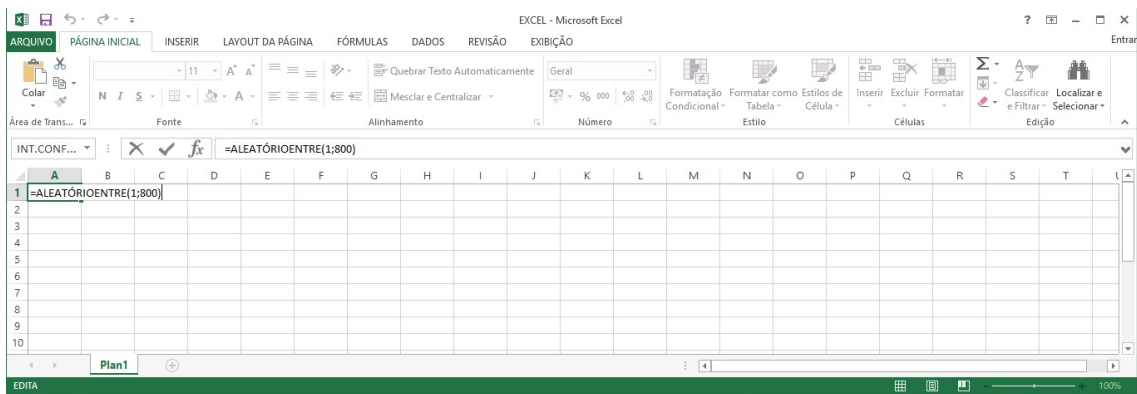 EXCEL - Microsoft Excel
?
ARQUIVO PÁGINA INICIAL INSERIR LAYOUT DA PÁGINA FÓRMULAS DADOS REVISÃO EXIBIÇÃO Entrar
Colar
Área de Trans...
11 A A
N I S A
Fonte
Quebrar Texto Automaticamente
Mesclar e Centralizar
Alinhamento
Geral
% 000
Número
Formatação Condicional
Formatar como Tabela
Estilos de Célula
Estilo
Inserir Excluir Formatar
Células
Σ
Classificar e Filtrar
Localizar e Selecionar
Edição
INT.CONF... fx =ALEATÓRIOENTRE(1;800)
A B C D E F G H I J K L M N O P Q R S T
1 =ALEATÓRIOENTRE(1;800)
2
3
4
5
6
7
8
9
10
Plan1
EDITA 100%